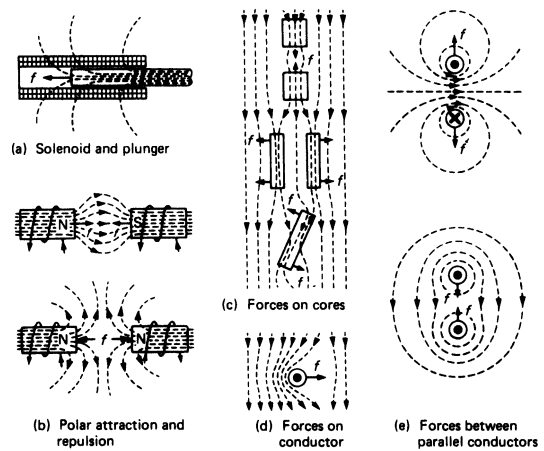 f
(a) Solenoid and plunger
N
S
N
f
N
(b) Polar attraction and
repulsion
f
f
f
f
f
(c) Forces on cores
f
(d) Forces on
conductor
f
f
f
f
(e) Forces between
parallel conductors